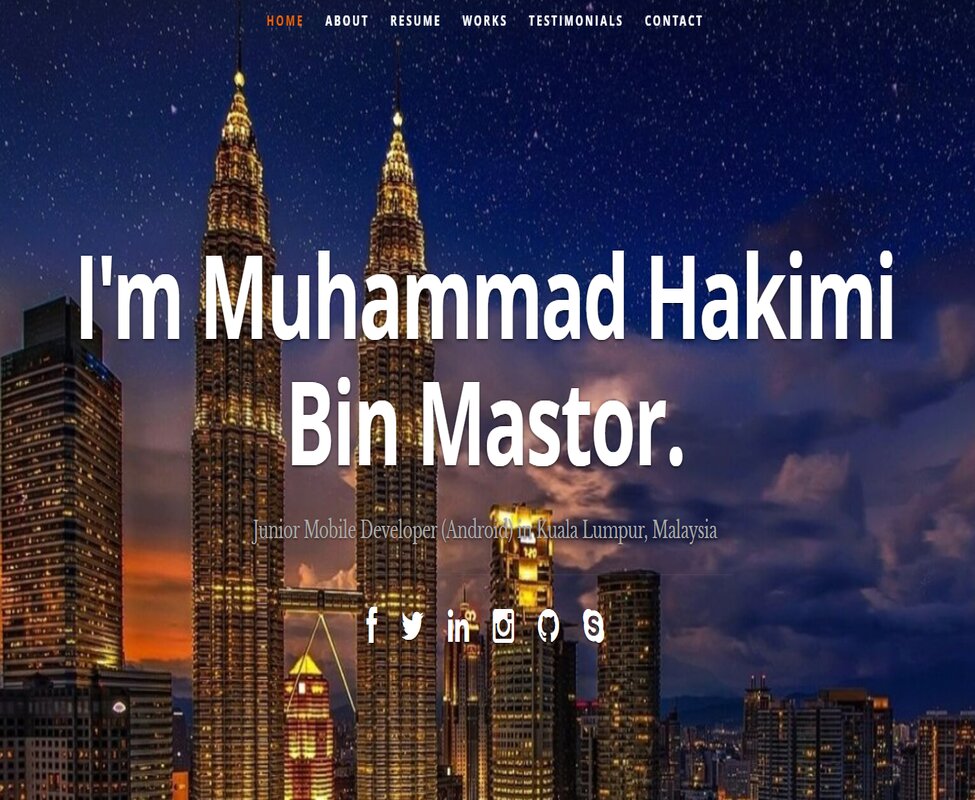 HOME ABOUT RESUME WORKS TESTIMONIALS CONTACT
I'm Muhammad Hakimi
Bin Mastor.
Junior Mobile Developer (Android) in Kuala Lumpur, Malaysia